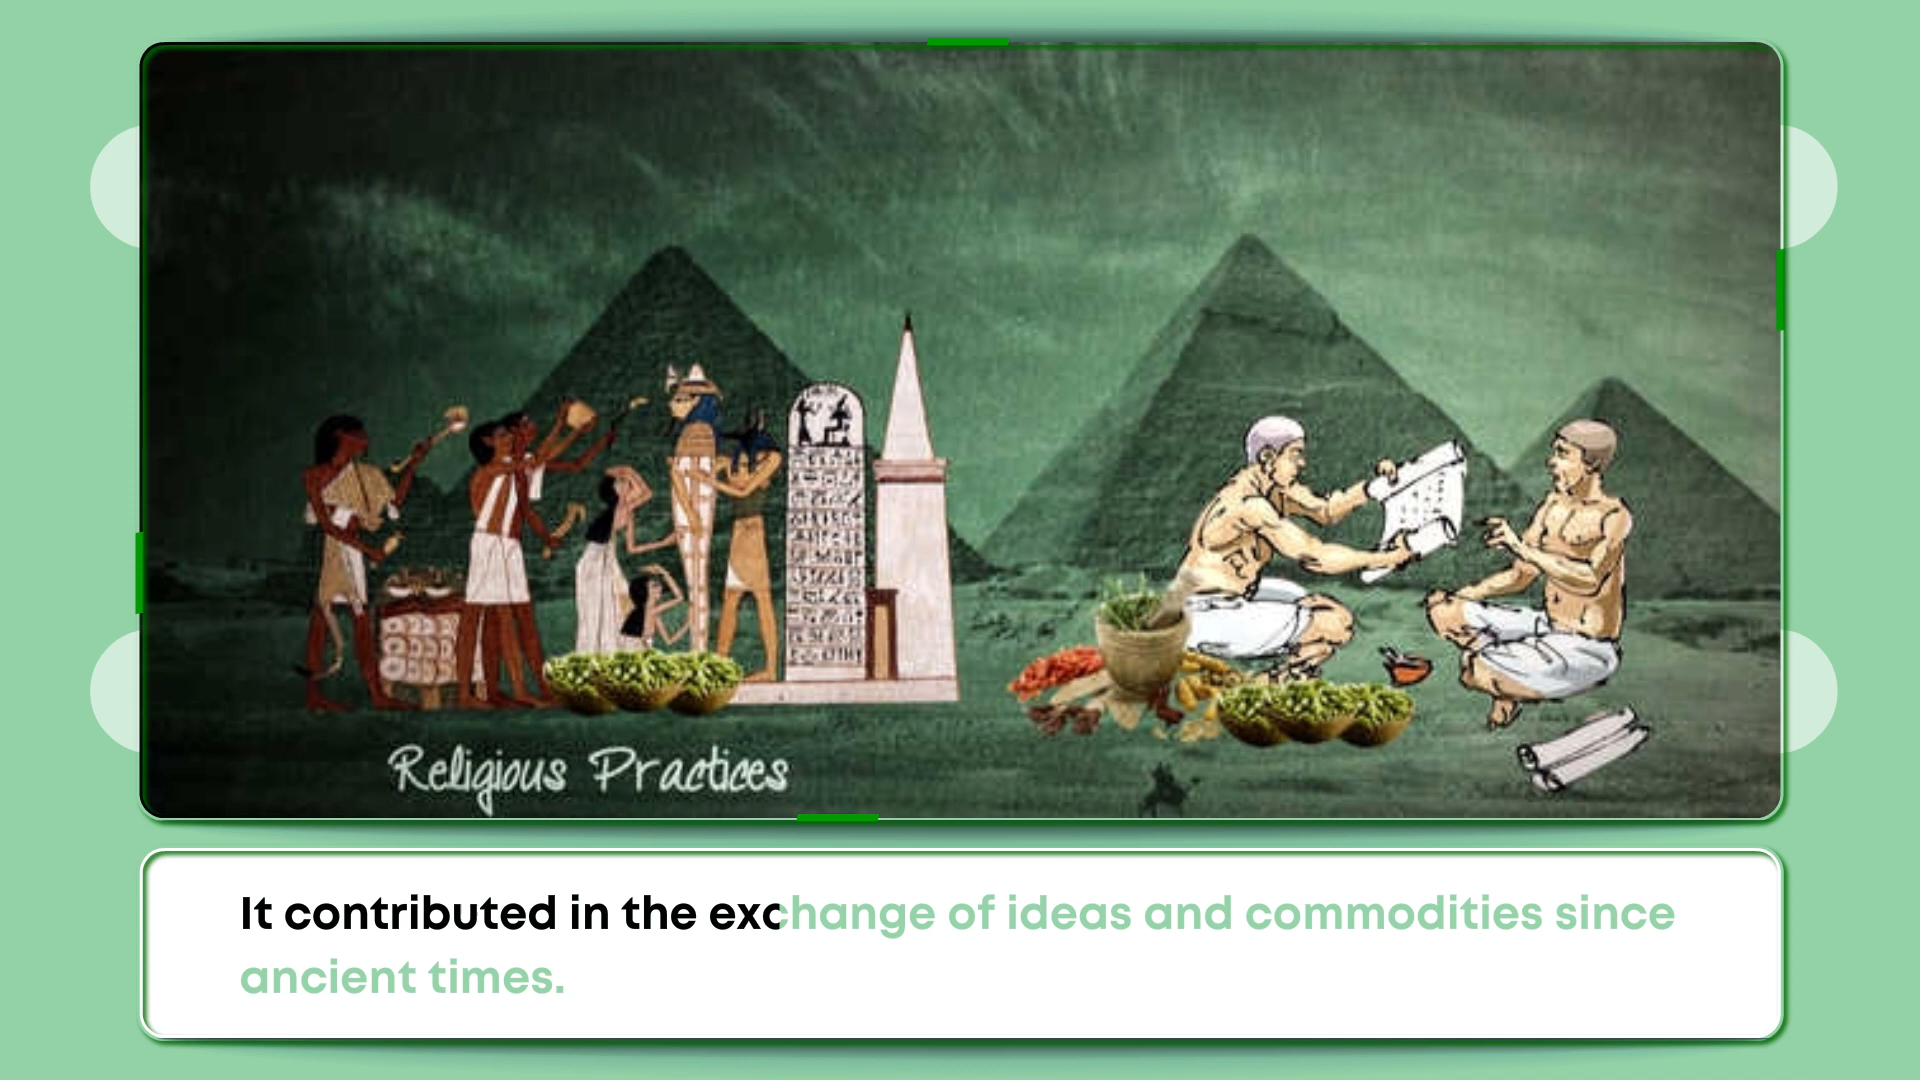 Religious Practices
It contributed in the exchange of ideas and commodities since
ancient times.